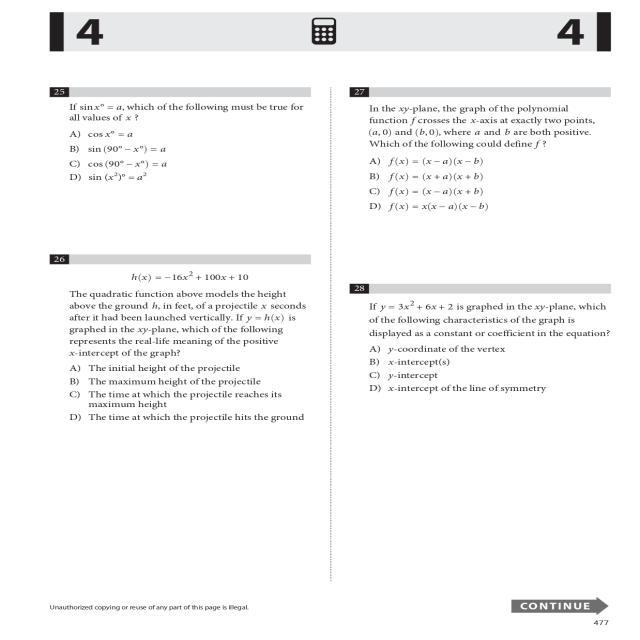 4
4
25
If sin x° = a, which of the following must be true for
all values of x ?
A) cos x° = a
B) sin (90° − x°) = a
C) cos (90° − x°) = a
D) sin (x²)° = a²
26
h(x) = −16x² + 100x + 10
The quadratic function above models the height
above the ground h, in feet, of a projectile x seconds
after it had been launched vertically. If y = h(x) is
graphed in the xy-plane, which of the following
represents the real-life meaning of the positive
x-intercept of the graph?
A) The initial height of the projectile
B) The maximum height of the projectile
C) The time at which the projectile reaches its
maximum height
D) The time at which the projectile hits the ground
27
In the xy-plane, the graph of the polynomial
function f crosses the x-axis at exactly two points,
(a, 0) and (b, 0), where a and b are both positive.
Which of the following could define f ?
A) f(x) = (x − a)(x − b)
B) f(x) = (x + a)(x + b)
C) f(x) = (x − a)(x + b)
D) f(x) = x(x − a)(x − b)
28
If y = 3x² + 6x + 2 is graphed in the xy-plane, which
of the following characteristics of the graph is
displayed as a constant or coefficient in the equation?
A) y-coordinate of the vertex
B) x-intercept(s)
C) y-intercept
D) x-intercept of the line of symmetry
Unauthorized copying or reuse of any part of this page is illegal.
CONTINUE
477